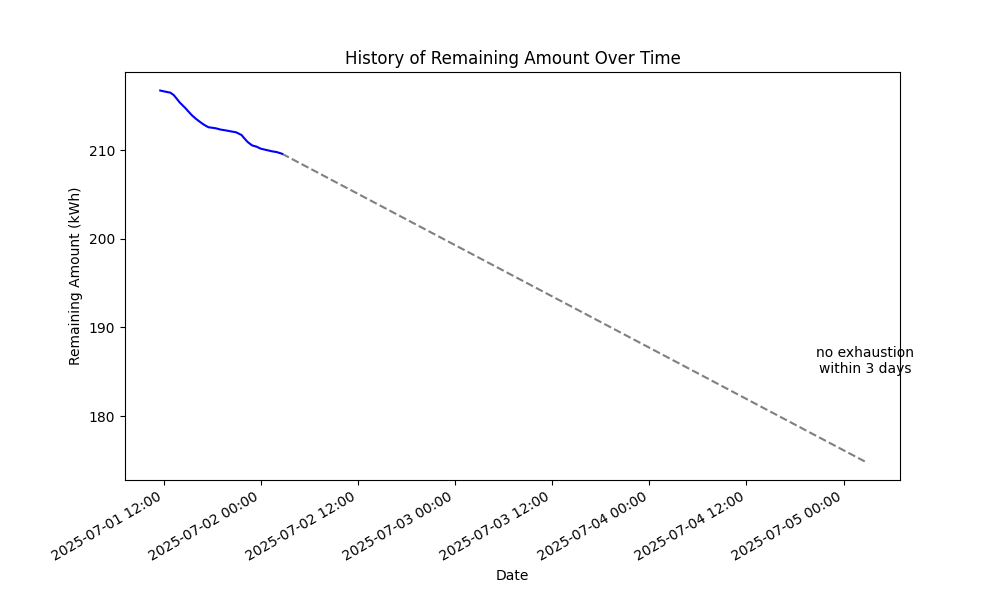 History of Remaining Amount Over Time
Remaining Amount (kWh)
210
200
190
180
no exhaustion
within 3 days
2025-07-01 12:00
2025-07-02 00:00
2025-07-02 12:00
2025-07-03 00:00
2025-07-03 12:00
2025-07-04 00:00
2025-07-04 12:00
2025-07-05 00:00
Date